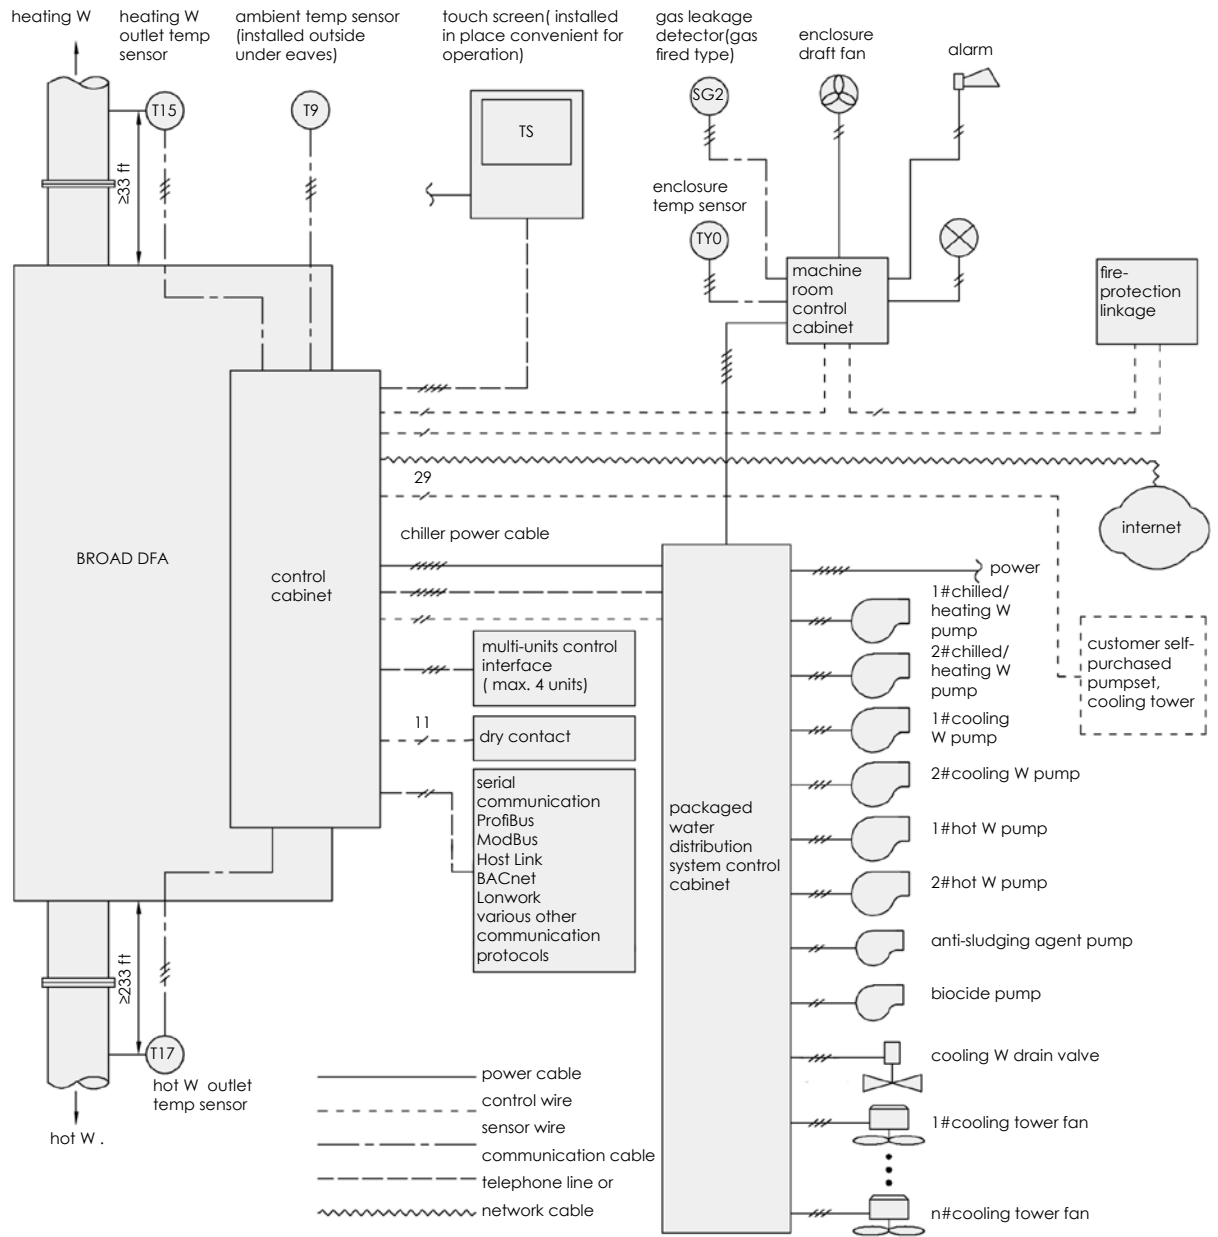 heating W
heating W
outlet temp
sensor
ambient temp sensor
(installed outside
under eaves)
touch screen( installed
in place convenient for
operation)
gas leakage
detector(gas
fired type)
enclosure
draft fan
alarm
T15
T9
TS
SG2
≥33 ft
enclosure
temp sensor
TY0
machine
room
control
cabinet
fire-
protection
linkage
29
internet
chiller power cable
BROAD DFA
control
cabinet
power
1#chilled/
heating W
pump
2#chilled/
heating W
pump
1#cooling
W pump
2#cooling W pump
1#hot W pump
2#hot W pump
anti-sludging agent pump
biocide pump
cooling W drain valve
1#cooling tower fan
n#cooling tower fan
customer self-
purchased
pumpset,
cooling tower
multi-units control
interface
( max. 4 units)
11
dry contact
serial
communication
ProfiBus
ModBus
Host Link
BACnet
Lonwork
various other
communication
protocols
packaged
water
distribution
system control
cabinet
≥233 ft
T17
hot W outlet
temp sensor
hot W .
power cable
control wire
sensor wire
communication cable
telephone line or
network cable